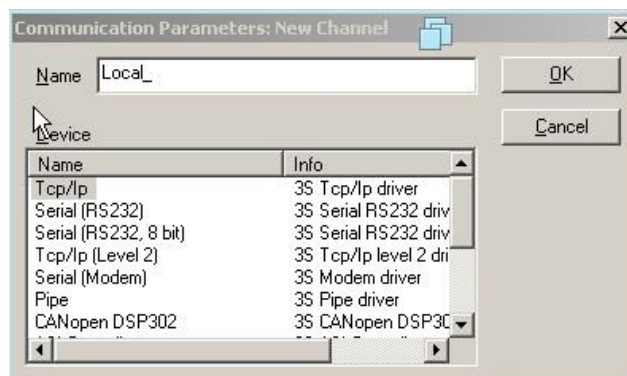 Communication Parameters: New Channel
Name Local_ OK
Device Cancel
Name Info
Tcp/Ip 3S Tcp/Ip driver
Serial (RS232) 3S Serial RS232 driv
Serial (RS232, 8 bit) 3S Serial RS232 driv
Tcp/Ip (Level 2) 3S Tcp/Ip level 2 dri
Serial (Modem) 3S Modem driver
Pipe 3S Pipe driver
CANopen DSP302 3S CANopen DSP30